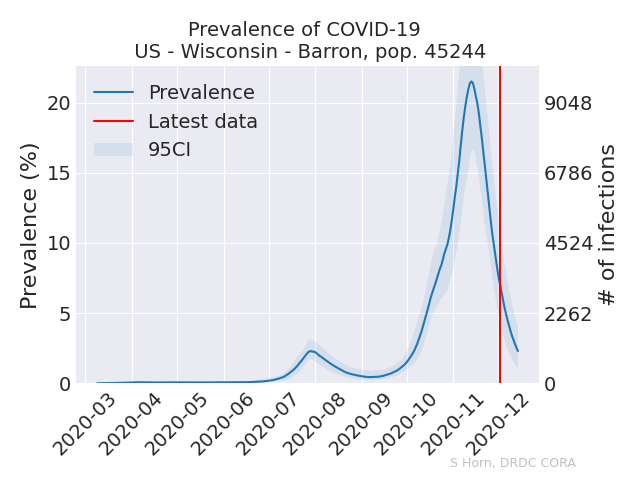 Prevalence of COVID-19
US - Wisconsin - Barron, pop. 45244
Prevalence
Latest data
95CI
Prevalence (%)
20
15
10
5
0
9048
6786
4524
2262
0
# of infections
2020-03
2020-04
2020-05
2020-06
2020-07
2020-08
2020-09
2020-10
2020-11
2020-12
S Horn, DRDC CORA